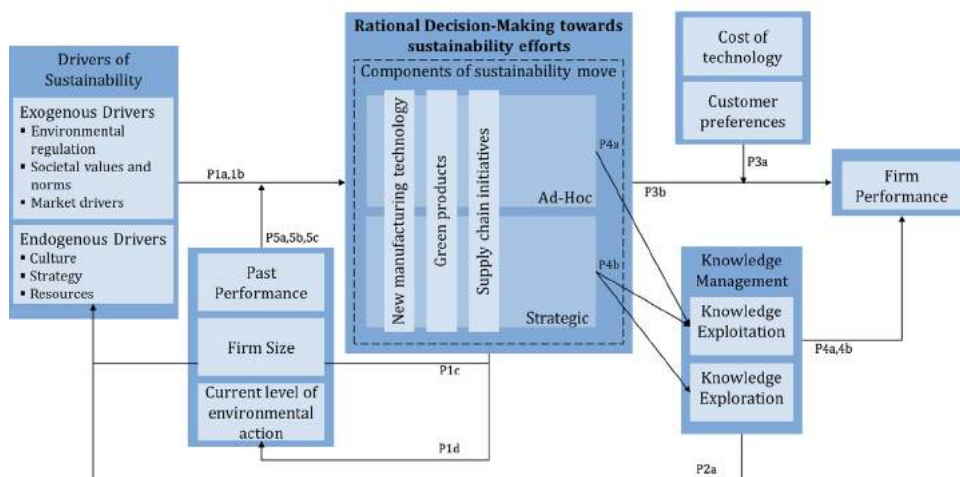 Drivers of
Sustainability
Exogenous Drivers
▪ Environmental
regulation
▪ Societal values and
norms
▪ Market drivers
Endogenous Drivers
▪ Culture
▪ Strategy
▪ Resources
P1a,1b
P5a,5b,5c
Past
Performance
Firm Size
Current level of
environmental
action
Rational Decision-Making towards
sustainability efforts
Components of sustainability move
New manufacturing technology
Green products
Supply chain initiatives
Ad-Hoc
Strategic
P4a
P4b
P1c
P1d
Cost of
technology
Customer
preferences
P3a
P3b
Firm
Performance
Knowledge
Management
Knowledge
Exploitation
Knowledge
Exploration
P4a,4b
P2a